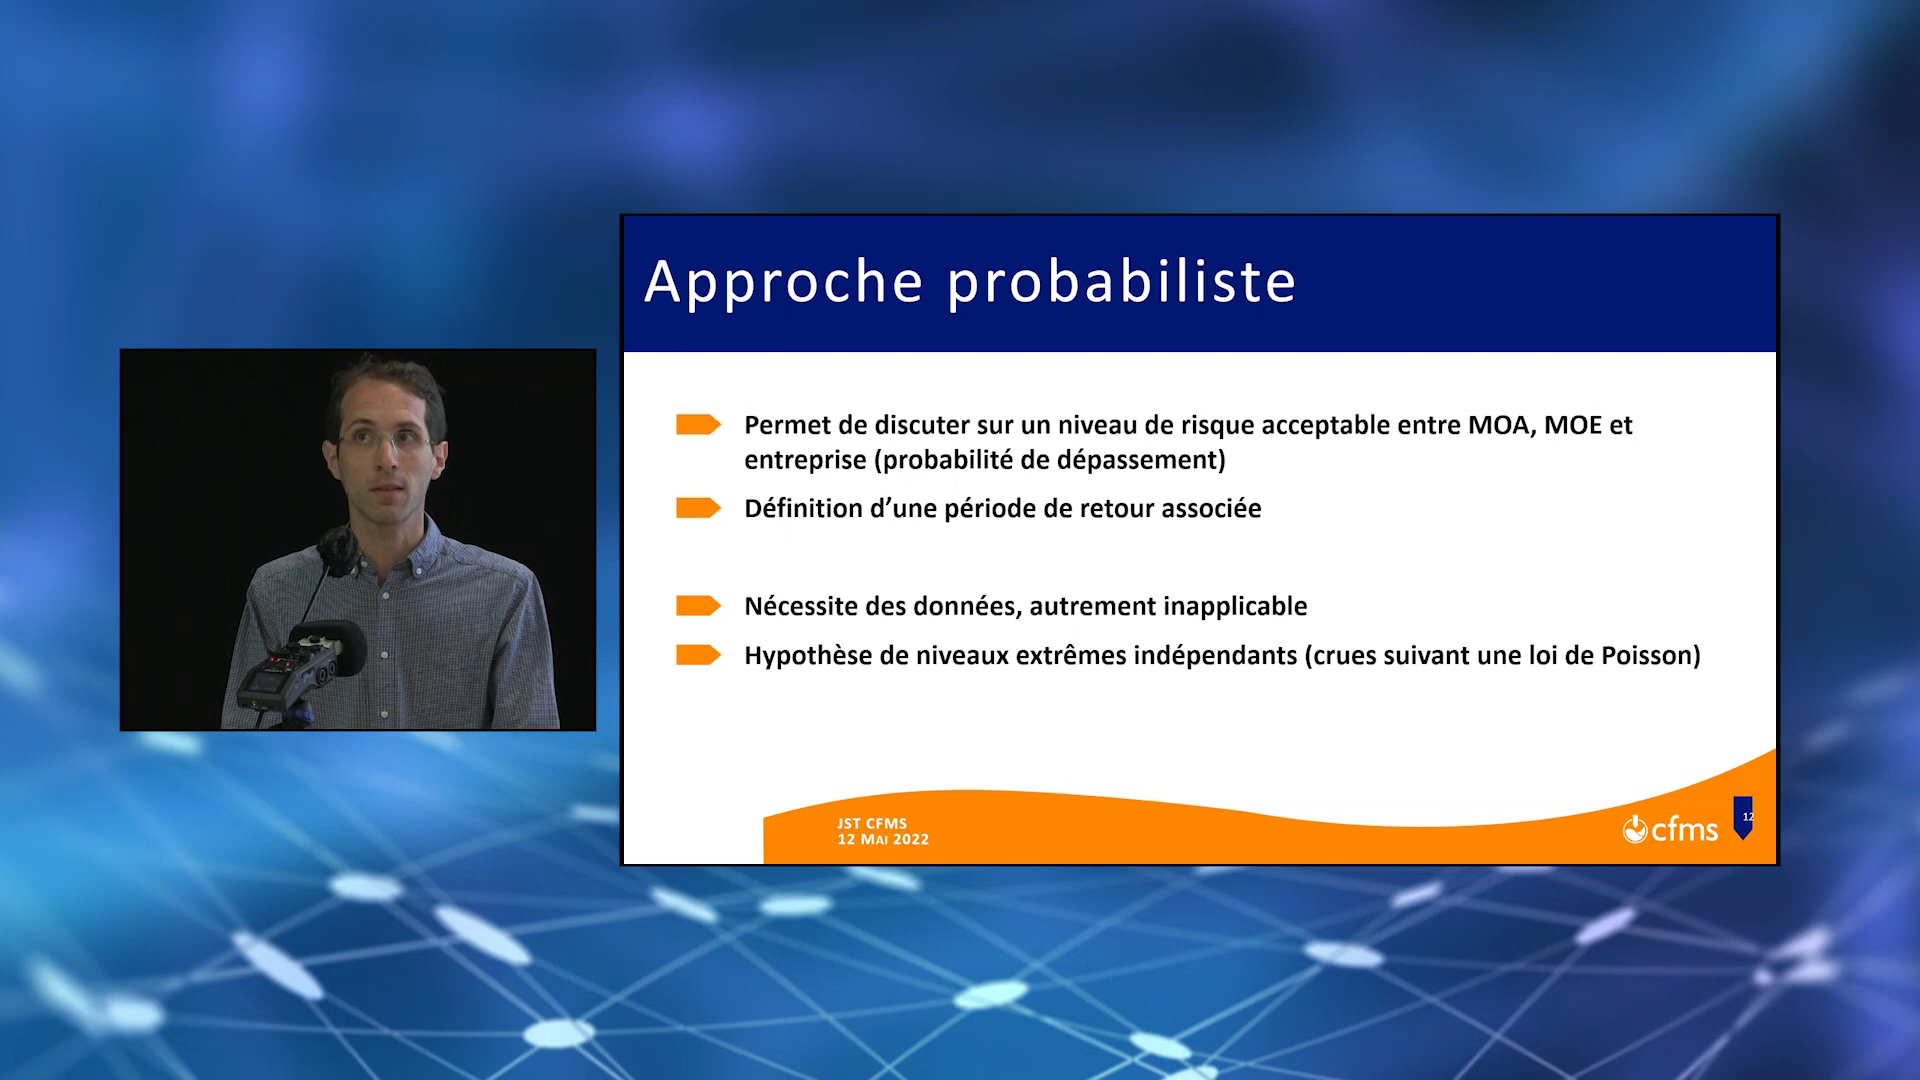 Approche probabiliste
Permet de discuter sur un niveau de risque acceptable entre MOA, MOE et
entreprise (probabilité de dépassement)
Définition d’une période de retour associée
Nécessite des données, autrement inapplicable
Hypothèse de niveaux extrêmes indépendants (crues suivant une loi de Poisson)
JST CFMS
12 MAI 2022
cfms
12